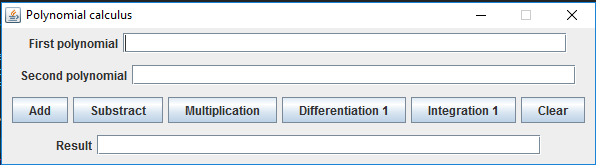 Polynomial calculus
First polynomial
Second polynomial
Add Substract Multiplication Differentiation 1 Integration 1 Clear
Result